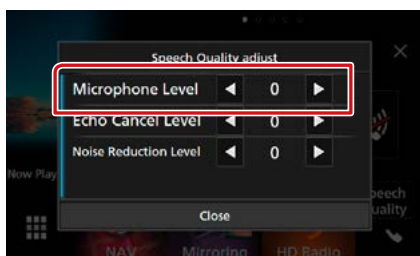 Speech Quality adjust
Microphone Level ◀ 0 ▶
Echo Cancel Level ◀ 0 ▶
Noise Reduction Level ◀ 0 ▶
Now Play
peech
uality
Close
NAV Mirroring HD Radio